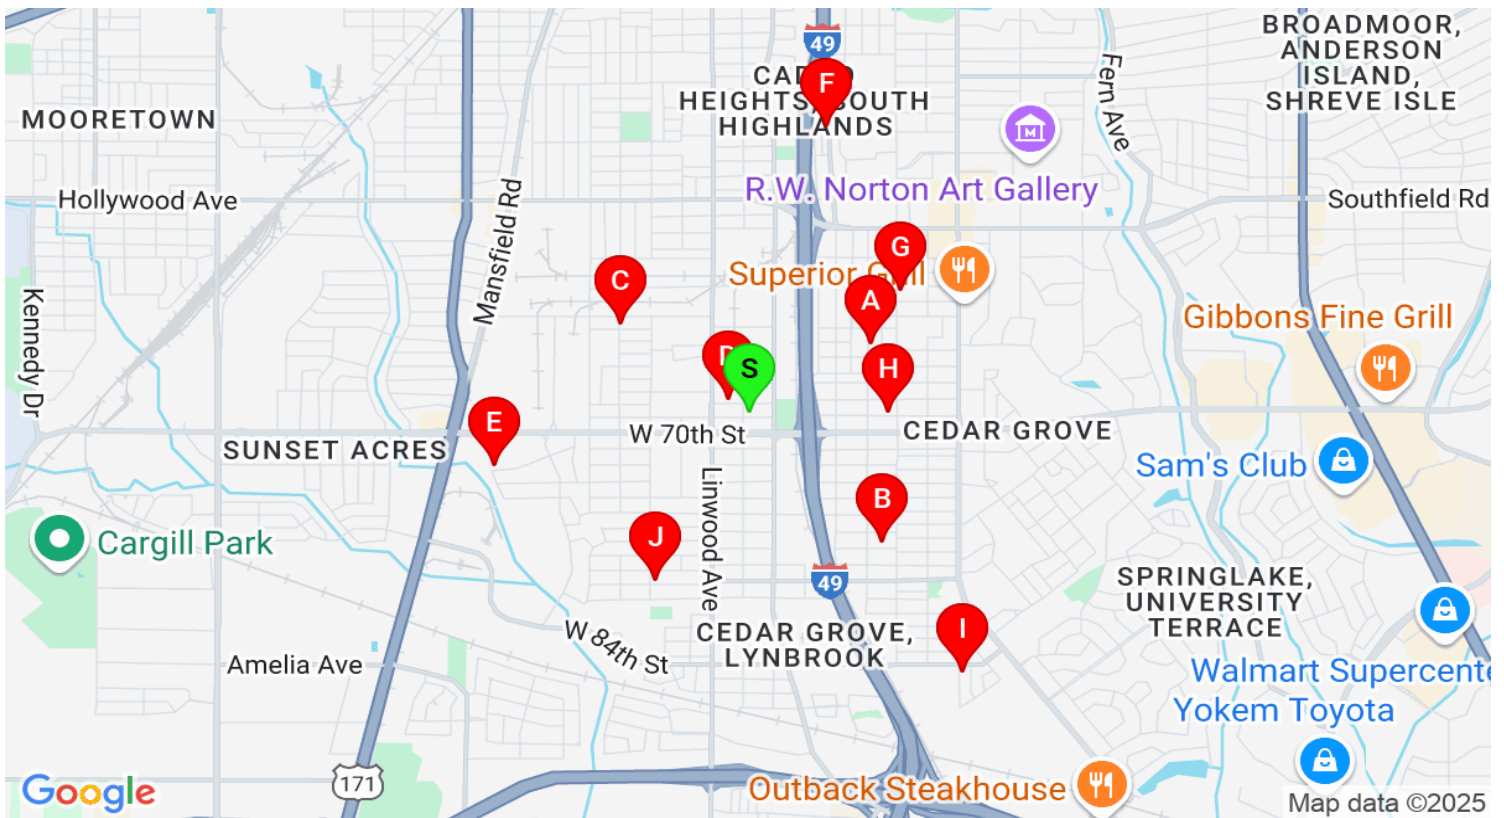 BROADMOOR,
ANDERSON
ISLAND,
SHREVE ISLE
49
F
HEIGHTS, SOUTH
HIGHLANDS
MOORETOWN
Fern Ave
M
R.W. Norton Art Gallery
Hollywood Ave
Southfield Rd
Mansfield Rd
G
Superior Grill
C
A
Kennedy Dr
Gibbons Fine Grill
S
H
E
W 70th St
CEDAR GROVE
SUNSET ACRES
Sam's Club
Linwood Ave
B
J
Cargill Park
49
SPRINGLAKE,
UNIVERSITY
TERRACE
I
CEDAR GROVE,
LYNBROOK
W 84th St
Amelia Ave
Walmart Supercente
Yokem Toyota
171
Google
Outback Steakhouse
Map data ©2025